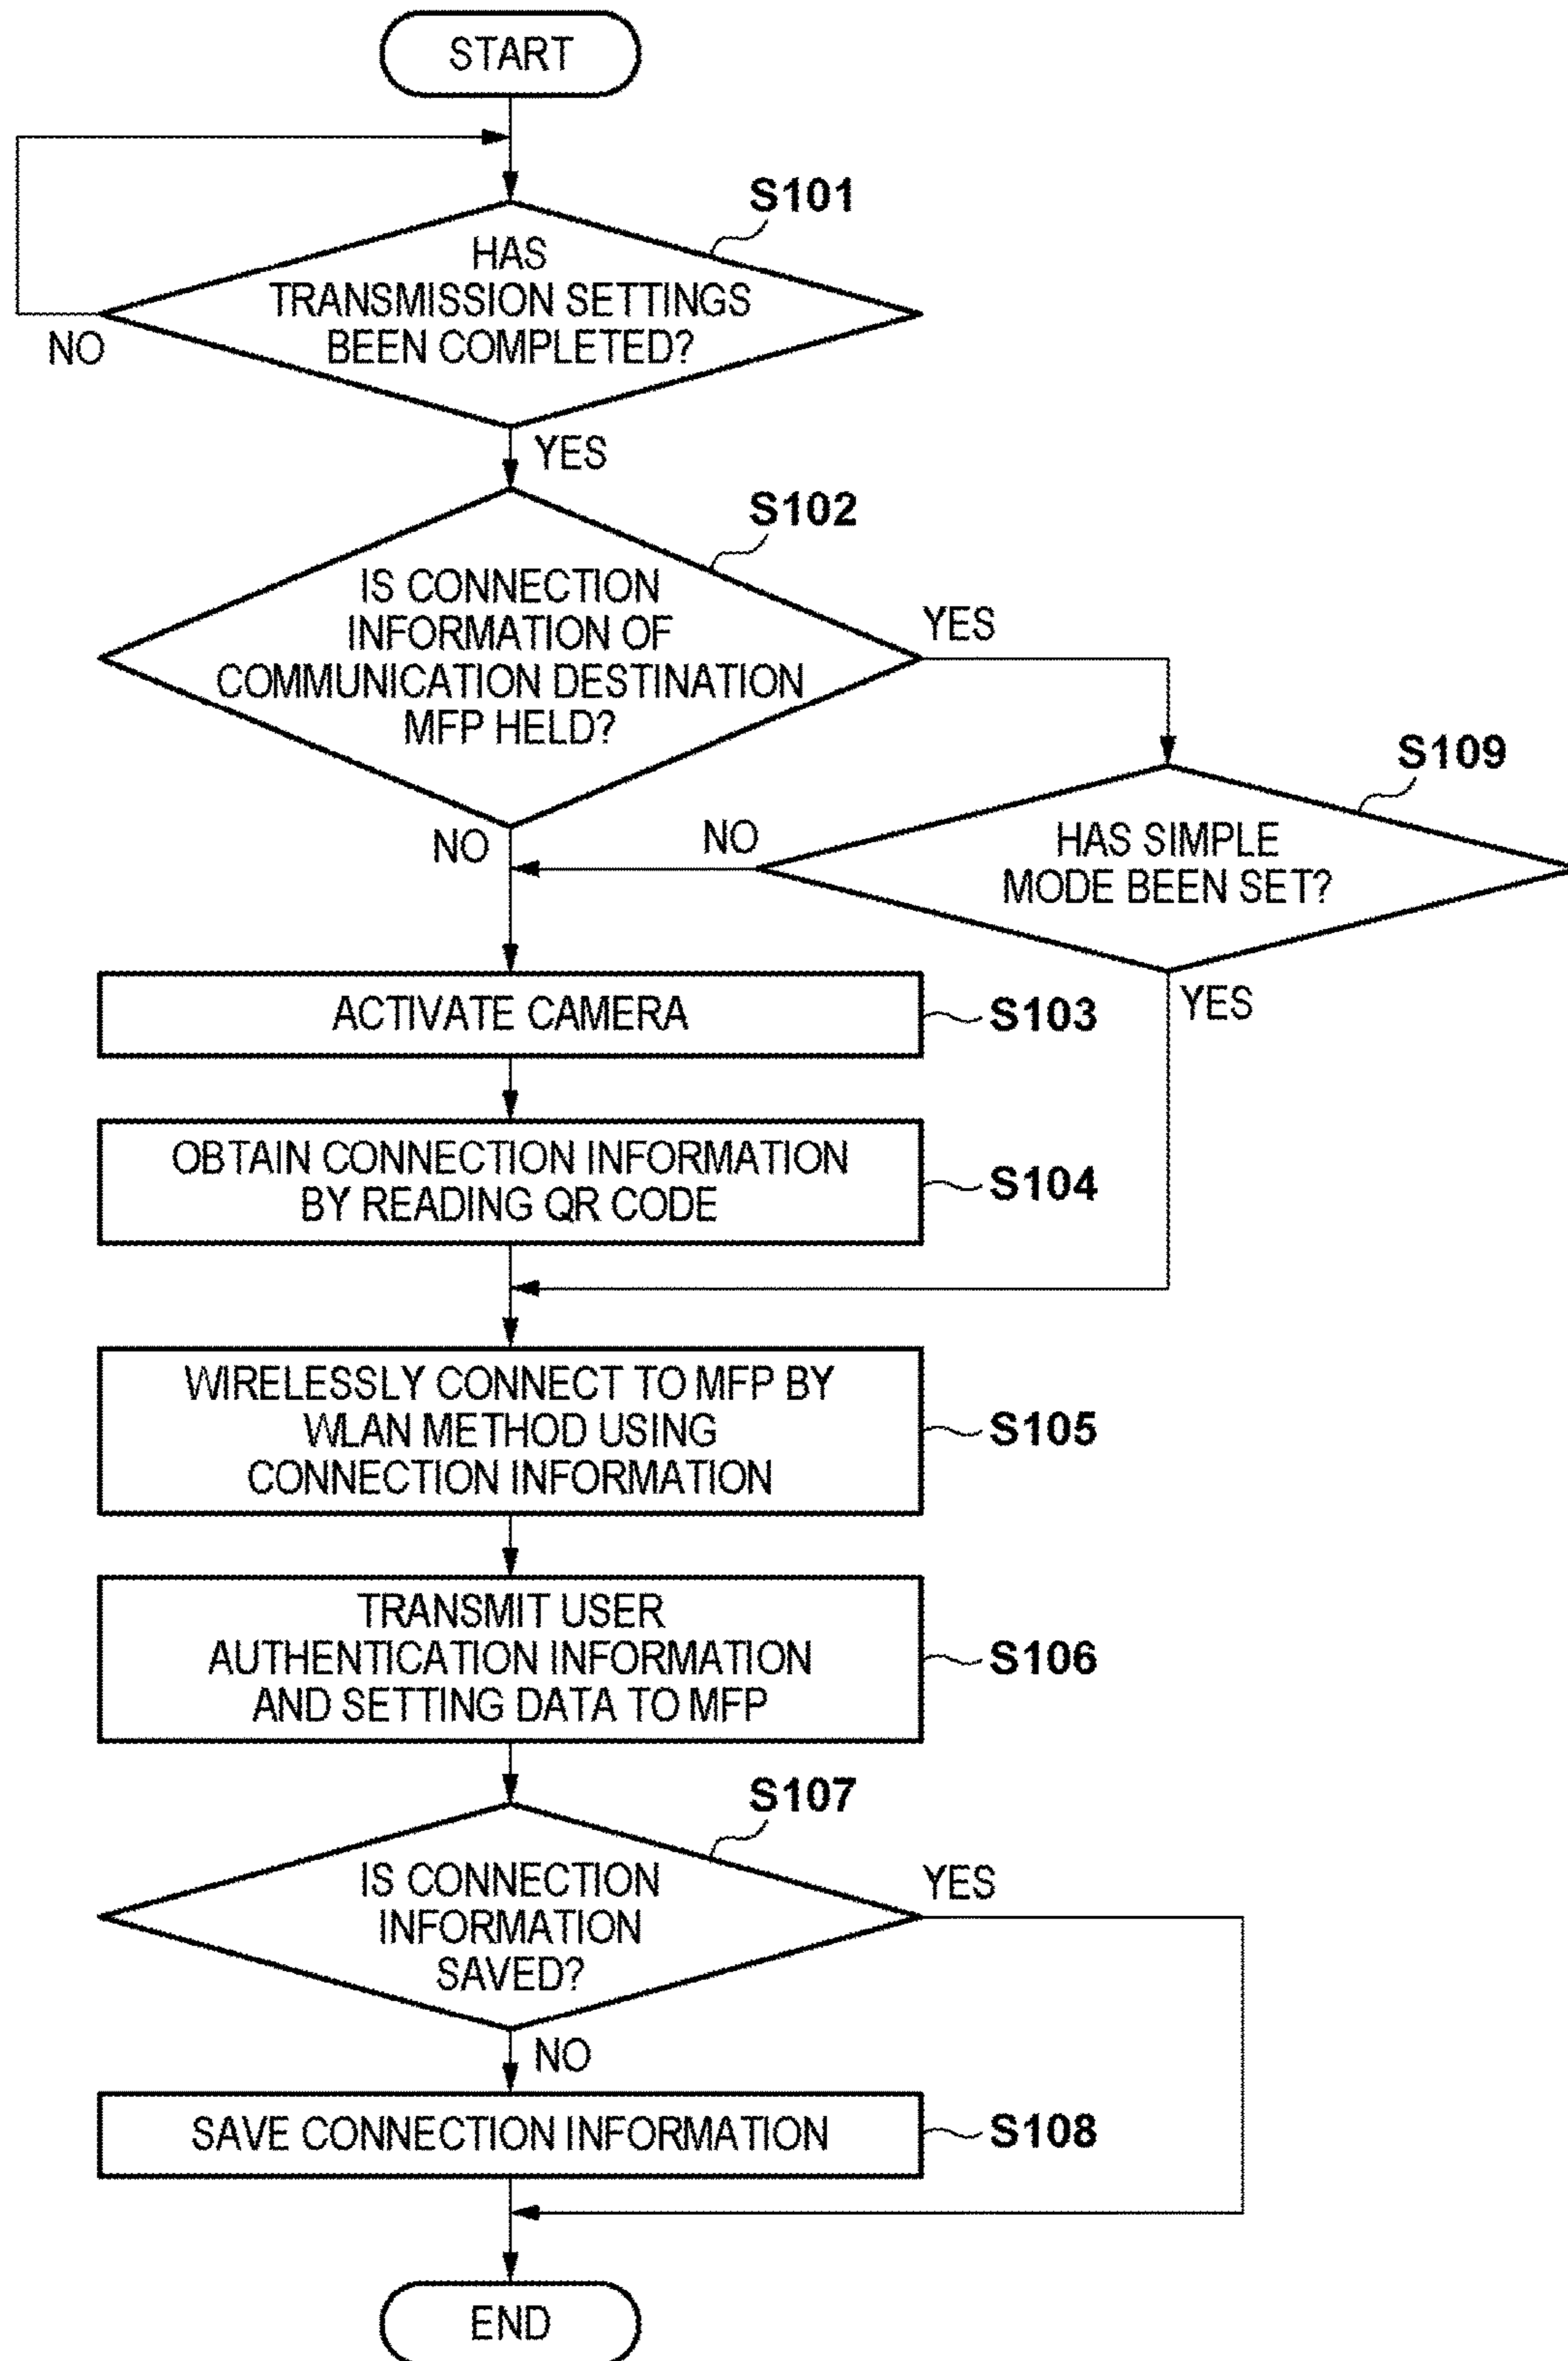 START
S101
HAS
TRANSMISSION SETTINGS
BEEN COMPLETED?
NO
YES
S102
IS CONNECTION
INFORMATION OF
COMMUNICATION DESTINATION
MFP HELD?
YES
NO
S109
HAS SIMPLE
MODE BEEN SET?
NO
YES
ACTIVATE CAMERA
S103
OBTAIN CONNECTION INFORMATION
BY READING QR CODE
S104
WIRELESSLY CONNECT TO MFP BY
WLAN METHOD USING
CONNECTION INFORMATION
S105
TRANSMIT USER
AUTHENTICATION INFORMATION
AND SETTING DATA TO MFP
S106
S107
IS CONNECTION
INFORMATION
SAVED?
YES
NO
SAVE CONNECTION INFORMATION
S108
END